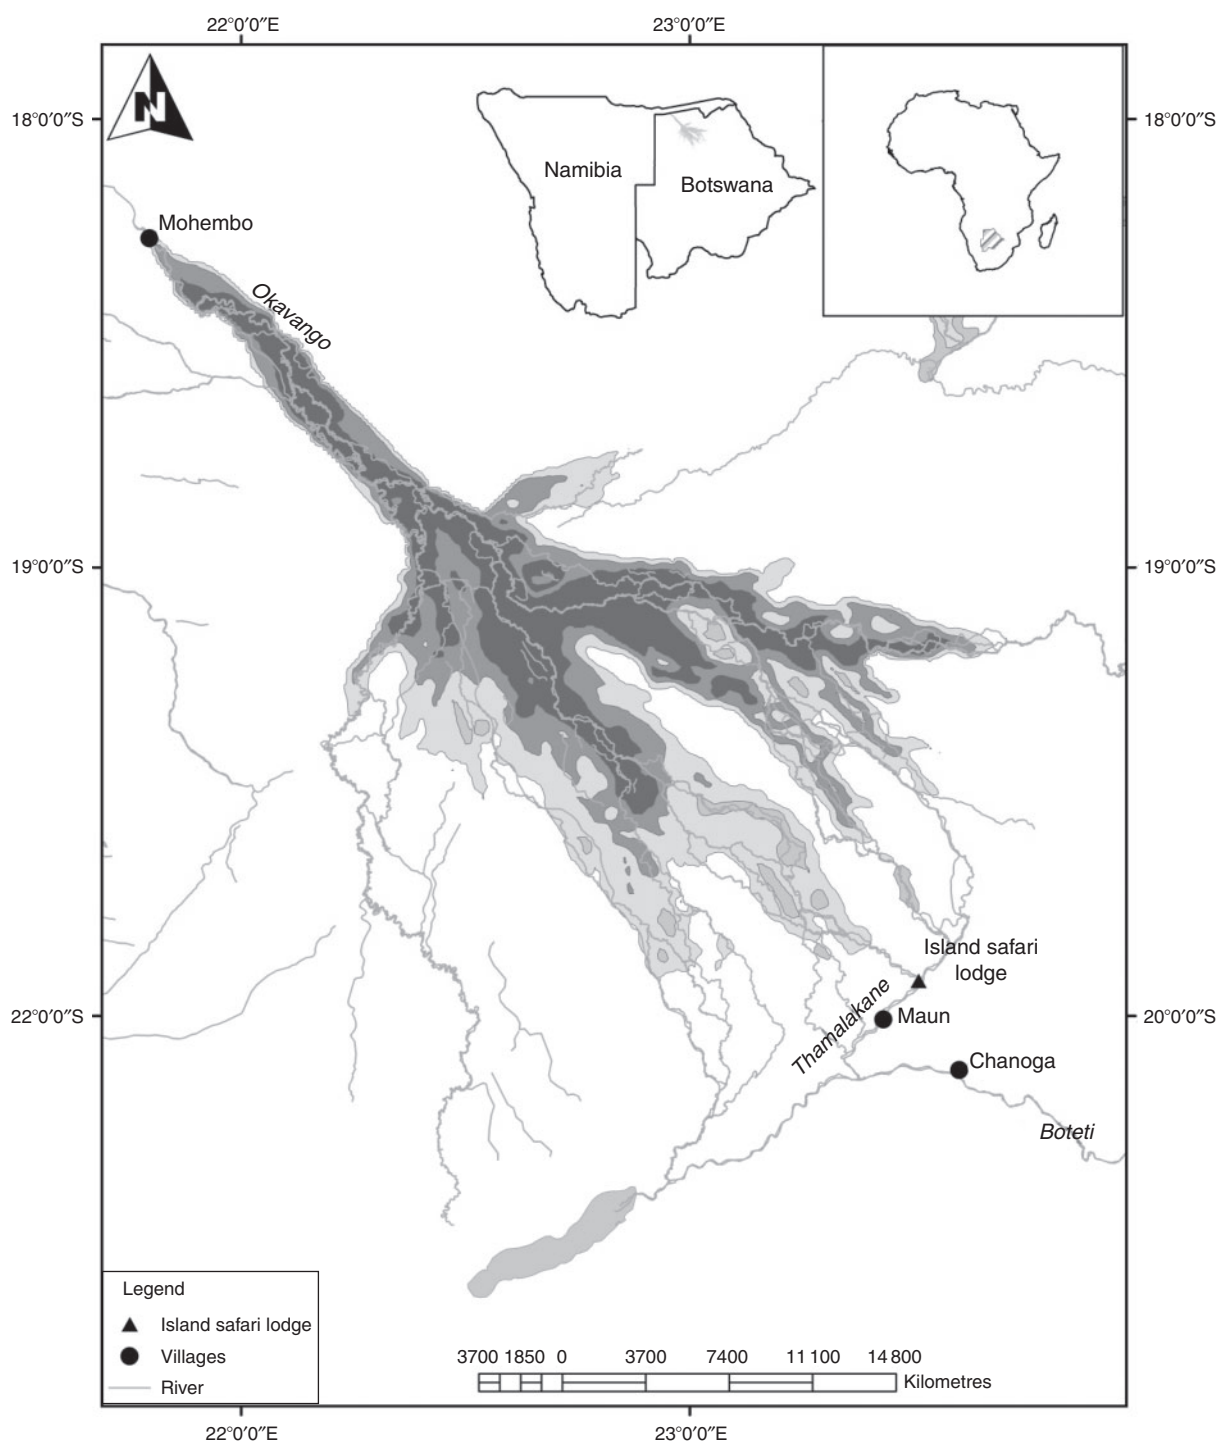 22°0′0″E 23°0′0″E
18°0′0″S 18°0′0″S
N
Namibia
Botswana
Mohembo
Okavango
19°0′0″S 19°0′0″S
Island safari
lodge
Thamalakane
22°0′0″S 20°0′0″S
Maun
Chanoga
Boteti
Legend
Island safari lodge
Villages
River
3700 1850 0 3700 7400 11 100 14 800
Kilometres
22°0′0″E 23°0′0″E